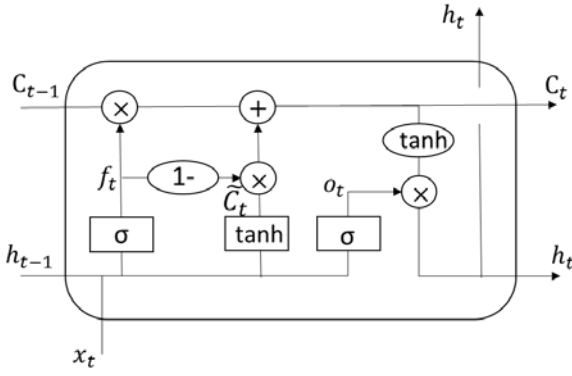 h_t
C_{t-1} × + C_t
tanh
f_t 1- × o_t ×
C̃_t
σ tanh σ
h_{t-1} h_t
x_t